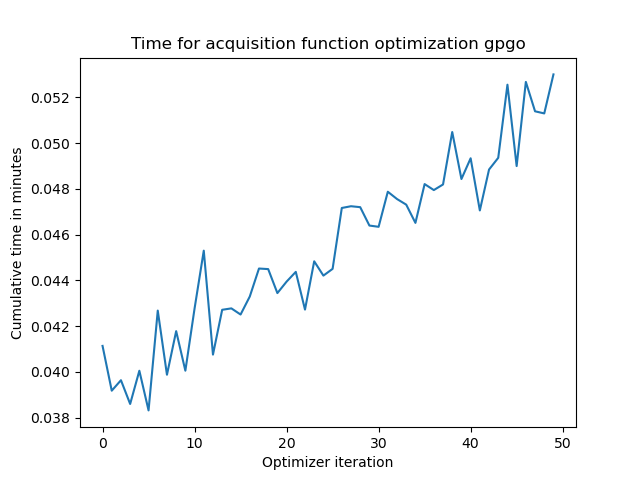 Time for acquisition function optimization gpgo
Cumulative time in minutes
0.052
0.050
0.048
0.046
0.044
0.042
0.040
0.038
0 10 20 30 40 50
Optimizer iteration